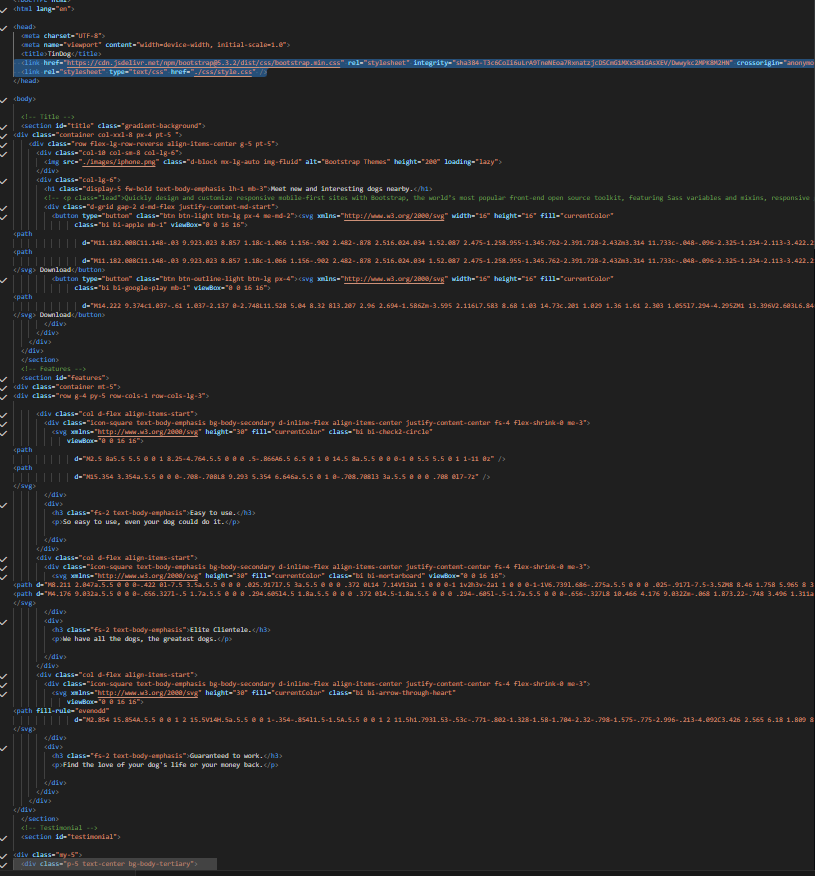 <!doctype html>
<html lang="en">
<head>
<meta charset="UTF-8">
<meta name="viewport" content="width=device-width, initial-scale=1.0">
<title>TinDog</title>
<link href="https://cdn.jsdelivr.net/npm/bootstrap@5.3.2/dist/css/bootstrap.min.css" rel="stylesheet" integrity= crossorigin="anonymo
<link rel="stylesheet" type="text/css" href="./css/style.css" />
</head>
<body>
<!-- Title -->
<section id="title" class="gradient-background">
<div class="container col-xxl-8 px-4 pt-5 ">
<div class="row flex-lg-row-reverse align-items-center g-5 pt-5">
<div class="col-10 col-sm-8 col-lg-6">
<img src="./images/iphone.png" class="d-block mx-lg-auto img-fluid" alt="Bootstrap Themes" height="200" loading="lazy">
</div>
<div class="col-lg-6">
<h1 class="display-5 fw-bold text-body-emphasis lh-1 mb-3">Meet new and interesting dogs nearby.</h1>
<!-- <p class="lead">Quickly design and customize responsive mobile-first sites with Bootstrap, the world's most popular front-end open source toolkit, featuring Sass variables and mixins, responsive
<div class="d-grid gap-2 d-md-flex justify-content-md-start">
<button type="button" class="btn btn-light btn-lg px-4 me-md-2"><svg xmlns="http://www.w3.org/2000/svg" width="16" height="16" fill="currentColor"
class="bi bi-apple mb-1" viewBox="0 0 16 16">
<path
d="M11.182.008C11.148-.03 9.923.023 8.857 1.18c-1.066 1.156-.902 2.482-.878 2.516.024.034 1.52.087 2.475-1.258.955-1.345.762-2.391.728-2.43Zm3.314 11.733c-.048-.096-2.325-1.234-2.113-3.422.2
<path
d="M11.182.008C11.148-.03 9.923.023 8.857 1.18c-1.066 1.156-.902 2.482-.878 2.516.024.034 1.52.087 2.475-1.258.955-1.345.762-2.391.728-2.43Zm3.314 11.733c-.048-.096-2.325-1.234-2.113-3.422.2
</svg> Download</button>
<button type="button" class="btn btn-outline-light btn-lg px-4"><svg xmlns="http://www.w3.org/2000/svg" width="16" height="16" fill="currentColor"
class="bi bi-google-play mb-1" viewBox="0 0 16 16">
<path
d="M14.222 9.374c1.037-.61 1.037-2.137 0-2.748L11.528 5.04 8.32 8l3.207 2.96 2.694-1.586Zm-3.595 2.116L7.583 8.68 1.03 14.73c.201 1.029 1.36 1.61 2.303 1.055l7.294-4.295ZM1 13.396V2.603L6.84
</svg> Download</button>
</div>
</div>
</div>
</div>
</section>
<!-- Features -->
<section id="features">
<div class="container mt-5">
<div class="row g-4 py-5 row-cols-1 row-cols-lg-3">
<div class="col d-flex align-items-start">
<div class="icon-square text-body-emphasis bg-body-secondary d-inline-flex align-items-center justify-content-center fs-4 flex-shrink-0 me-3">
<svg xmlns="http://www.w3.org/2000/svg" height="30" fill="currentColor" class="bi bi-check2-circle"
viewBox="0 0 16 16">
<path
d="M2.5 8a5.5 5.5 0 0 1 8.25-4.764.5.5 0 0 0 .5-.866A6.5 6.5 0 1 0 14.5 8a.5.5 0 0 0-1 0 5.5 5.5 0 1 1-11 0z" />
<path
d="M15.354 3.354a.5.5 0 0 0-.708-.708L8 9.293 5.354 6.646a.5.5 0 1 0-.708.708l3 3a.5.5 0 0 0 .708 0l7-7z" />
</svg>
</div>
<div>
<h3 class="fs-2 text-body-emphasis">Easy to use.</h3>
<p>So easy to use, even your dog could do it.</p>
</div>
</div>
<div class="col d-flex align-items-start">
<div class="icon-square text-body-emphasis bg-body-secondary d-inline-flex align-items-center justify-content-center fs-4 flex-shrink-0 me-3">
<svg xmlns="http://www.w3.org/2000/svg" height="30" fill="currentColor" class="bi bi-mortarboard" viewBox="0 0 16 16">
<path d="M8.211 2.047a.5.5 0 0 0-.422 0l-7.5 3.5a.5.5 0 0 0 .025.917l7.5 3a.5.5 0 0 0 .372 0L14 7.14V13a1 1 0 0 0-1 1v2h3v-2a1 1 0 0 0-1-1V6.739l.686-.275a.5.5 0 0 0 .025-.917l-7.5-3.5ZM8 8.46 1.758 5.965 8 3
<path d="M4.176 9.032a.5.5 0 0 0-.656.327l-.5 1.7a.5.5 0 0 0 .294.605l4.5 1.8a.5.5 0 0 0 .372 0l4.5-1.8a.5.5 0 0 0 .294-.605l-.5-1.7a.5.5 0 0 0-.656-.327L8 10.466 4.176 9.032Zm-.068 1.873.22-.748 3.496 1.311a
</svg>
</div>
<div>
<h3 class="fs-2 text-body-emphasis">Elite Clientele.</h3>
<p>We have all the dogs, the greatest dogs.</p>
</div>
</div>
<div class="col d-flex align-items-start">
<div class="icon-square text-body-emphasis bg-body-secondary d-inline-flex align-items-center justify-content-center fs-4 flex-shrink-0 me-3">
<svg xmlns="http://www.w3.org/2000/svg" height="30" fill="currentColor" class="bi bi-arrow-through-heart"
viewBox="0 0 16 16">
<path fill-rule="evenodd"
d="M2.854 15.854A.5.5 0 0 1 2 15.5V14H.5a.5.5 0 0 1-.354-.854l1.5-1.5A.5.5 0 0 1 2 11.5h1.793l.53-.53c-.771-.802-1.328-1.58-1.704-2.32-.798-1.575-.775-2.996-.213-4.092C3.426 2.565 6.18 1.809 8
</svg>
</div>
<div>
<h3 class="fs-2 text-body-emphasis">Guaranteed to work.</h3>
<p>Find the love of your dog's life or your money back.</p>
</div>
</div>
</div>
</div>
</section>
<!-- Testimonial -->
<section id="testimonial">
<div class="my-5">
<div class="p-5 text-center bg-body-tertiary">